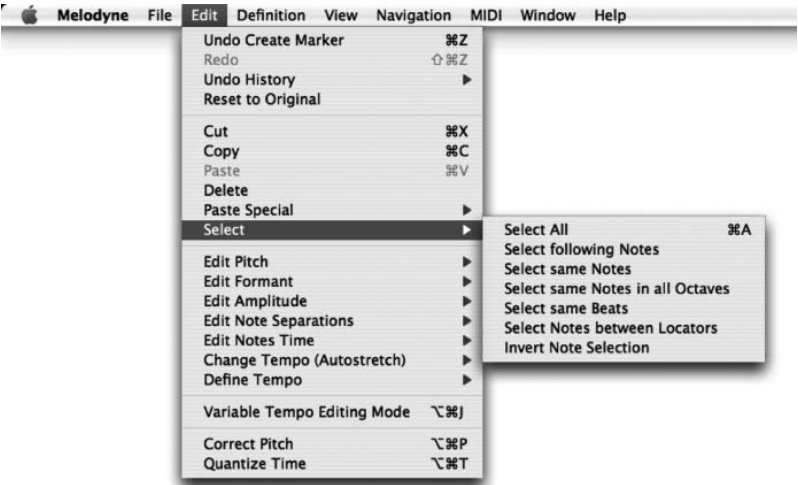 Melodyne File Edit Definition View Navigation MIDI Window Help
Undo Create Marker ⌘Z
Redo ⇧⌘Z
Undo History
Reset to Original
Cut ⌘X
Copy ⌘C
Paste ⌘V
Delete
Paste Special
Select
Select All ⌘A
Select following Notes
Select same Notes
Select same Notes in all Octaves
Select same Beats
Select Notes between Locators
Invert Note Selection
Edit Pitch
Edit Formant
Edit Amplitude
Edit Note Separations
Edit Notes Time
Change Tempo (Autostretch)
Define Tempo
Variable Tempo Editing Mode ⌥⌘J
Correct Pitch ⌥⌘P
Quantize Time ⌥⌘T